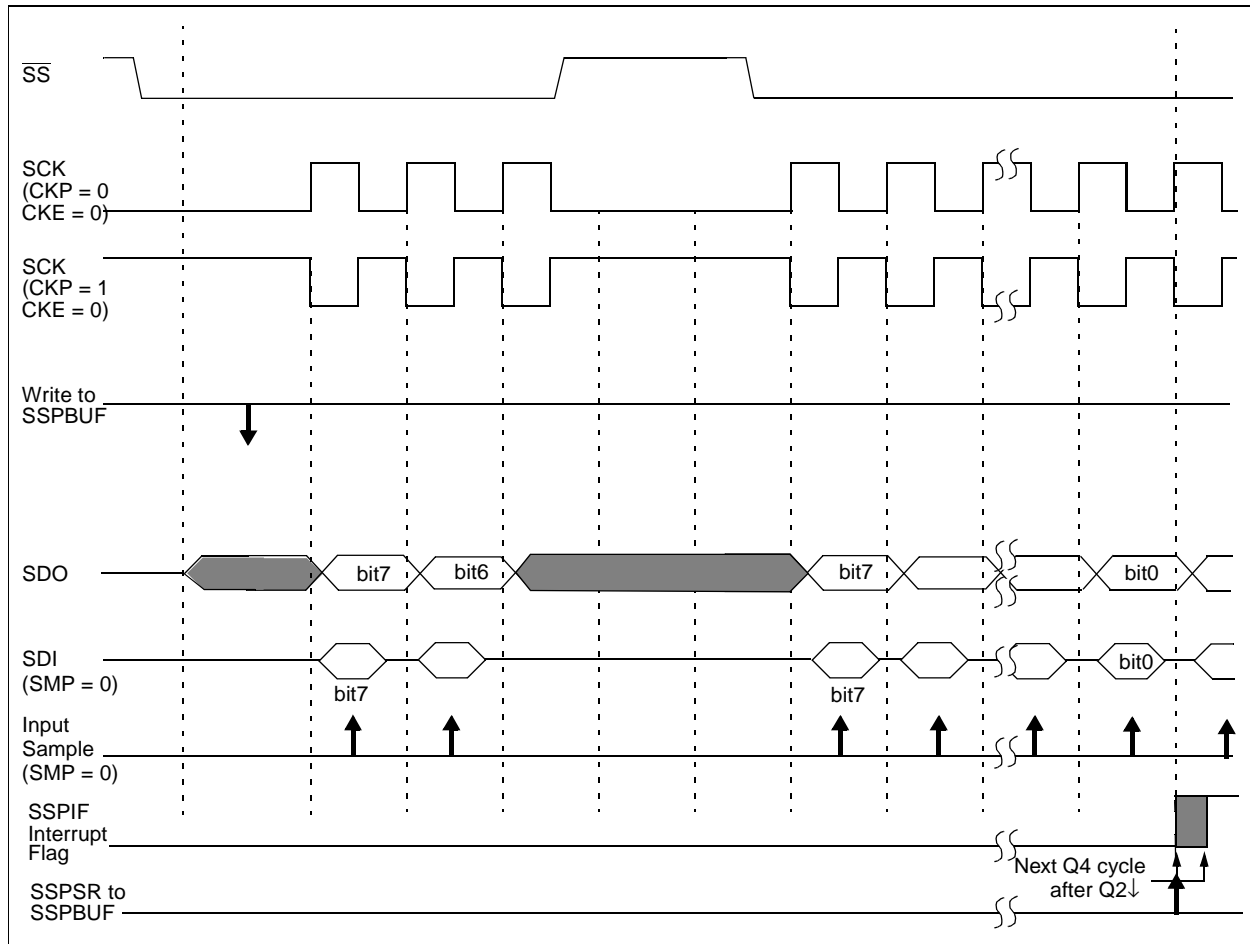 SS
SCK
(CKP = 0
CKE = 0)
SCK
(CKP = 1
CKE = 0)
Write to
SSPBUF
SDO
bit7
bit6
bit7
bit0
SDI
(SMP = 0)
bit7
bit7
bit0
Input
Sample
(SMP = 0)
SSPIF
Interrupt
Flag
Next Q4 cycle
after Q2↓
SSPSR to
SSPBUF